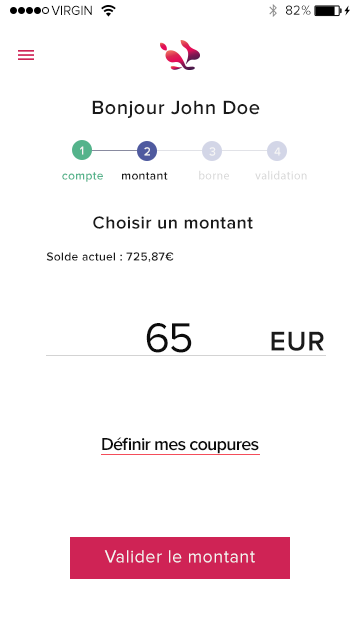 VIRGIN 82%
Bonjour John Doe
1 2 3 4
compte montant borne validation
Choisir un montant
Solde actuel : 725,87€
65 EUR
Définir mes coupures
Valider le montant